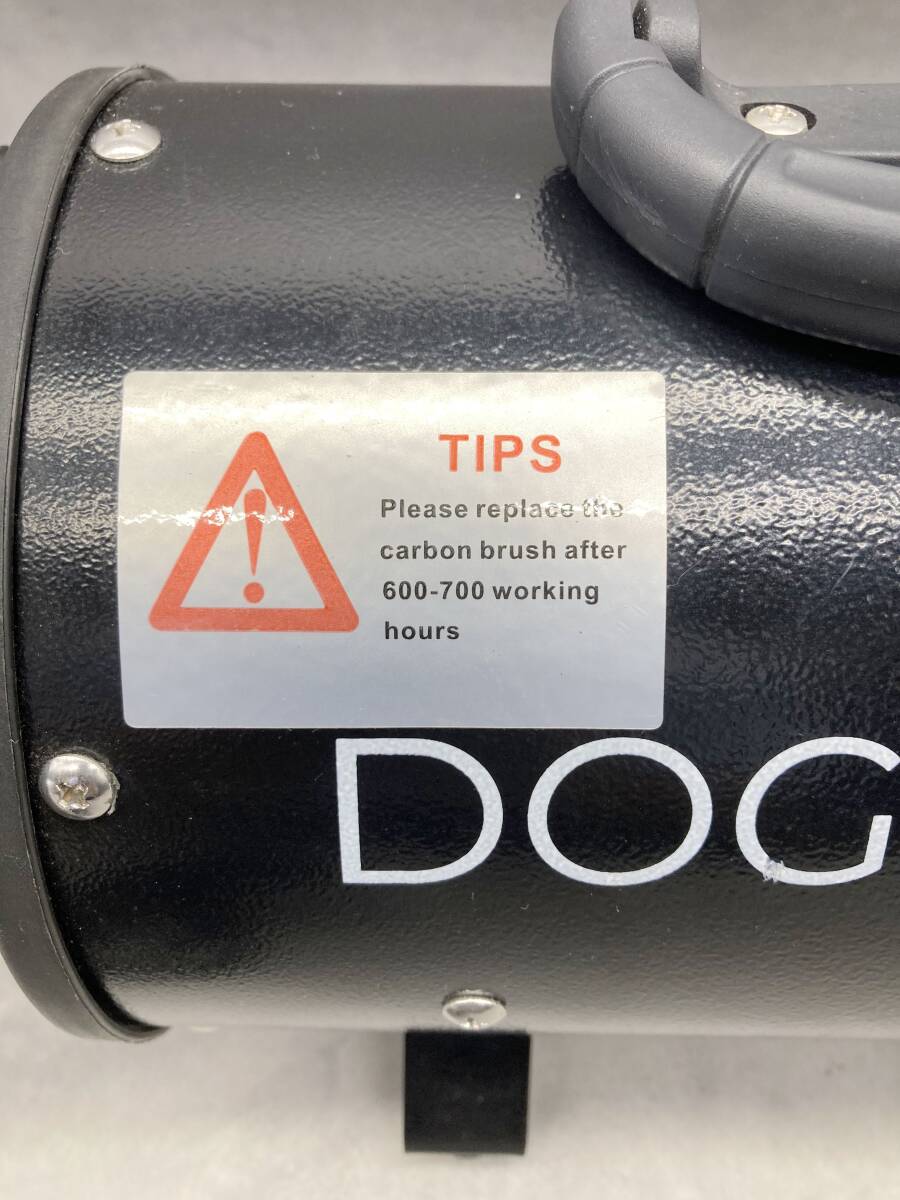 TIPS
Please replace the
carbon brush after
600-700 working
hours
DOG